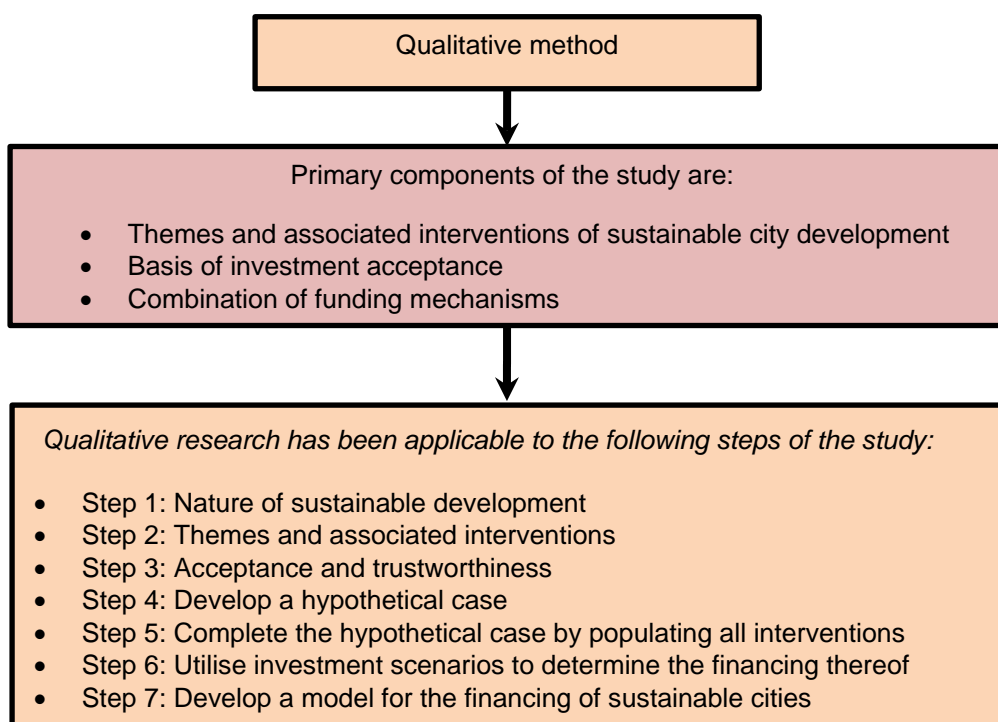 Qualitative method
Primary components of the study are:
• Themes and associated interventions of sustainable city development
• Basis of investment acceptance
• Combination of funding mechanisms
Qualitative research has been applicable to the following steps of the study:
• Step 1: Nature of sustainable development
• Step 2: Themes and associated interventions
• Step 3: Acceptance and trustworthiness
• Step 4: Develop a hypothetical case
• Step 5: Complete the hypothetical case by populating all interventions
• Step 6: Utilise investment scenarios to determine the financing thereof
• Step 7: Develop a model for the financing of sustainable cities